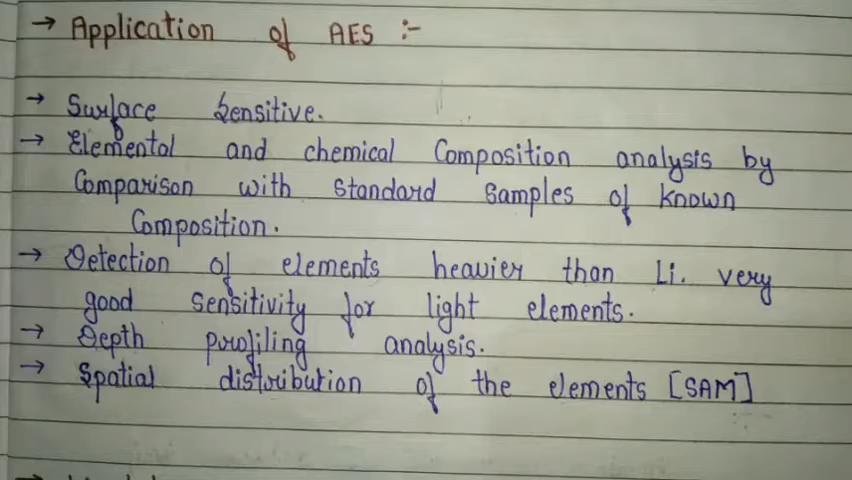 → Application of AES :-
→ Surface Sensitive.
→ Elemental and chemical Composition analysis by
Comparison with standard samples of known
Composition.
→ Detection of elements heavier than Li. very
good sensitivity for light elements.
→ Depth profiling analysis.
→ Spatial distribution of the elements [SAM]